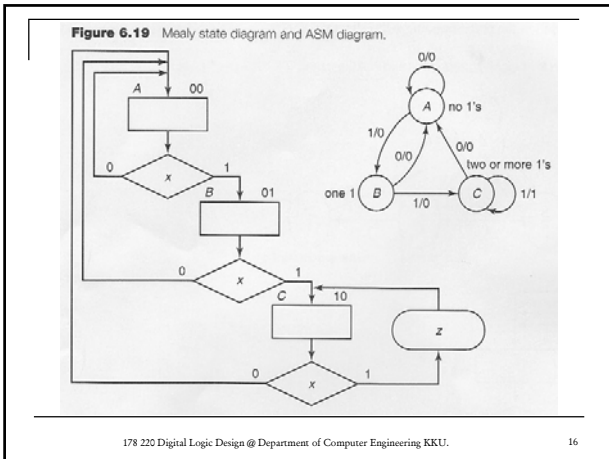 Figure 6.19 Mealy state diagram and ASM diagram.
0/0
A 00
A no 1's
1/0
0/0
0/0
0 x 1
two or more 1's
B 01
one 1 B
C 1/1
1/0
0 x 1
C 10
z
0 x 1
178 220 Digital Logic Design @ Department of Computer Engineering KKU.
16